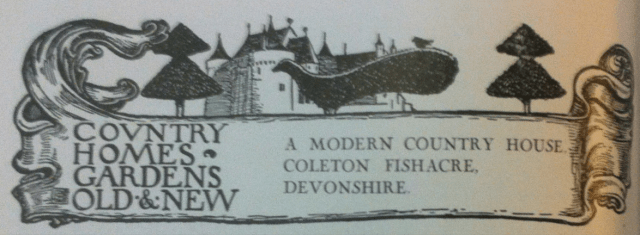 COVNTRY
HOMES •
GARDENS
OLD•&•NEW
A MODERN COUNTRY HOUSE.
COLETON FISHACRE,
DEVONSHIRE.